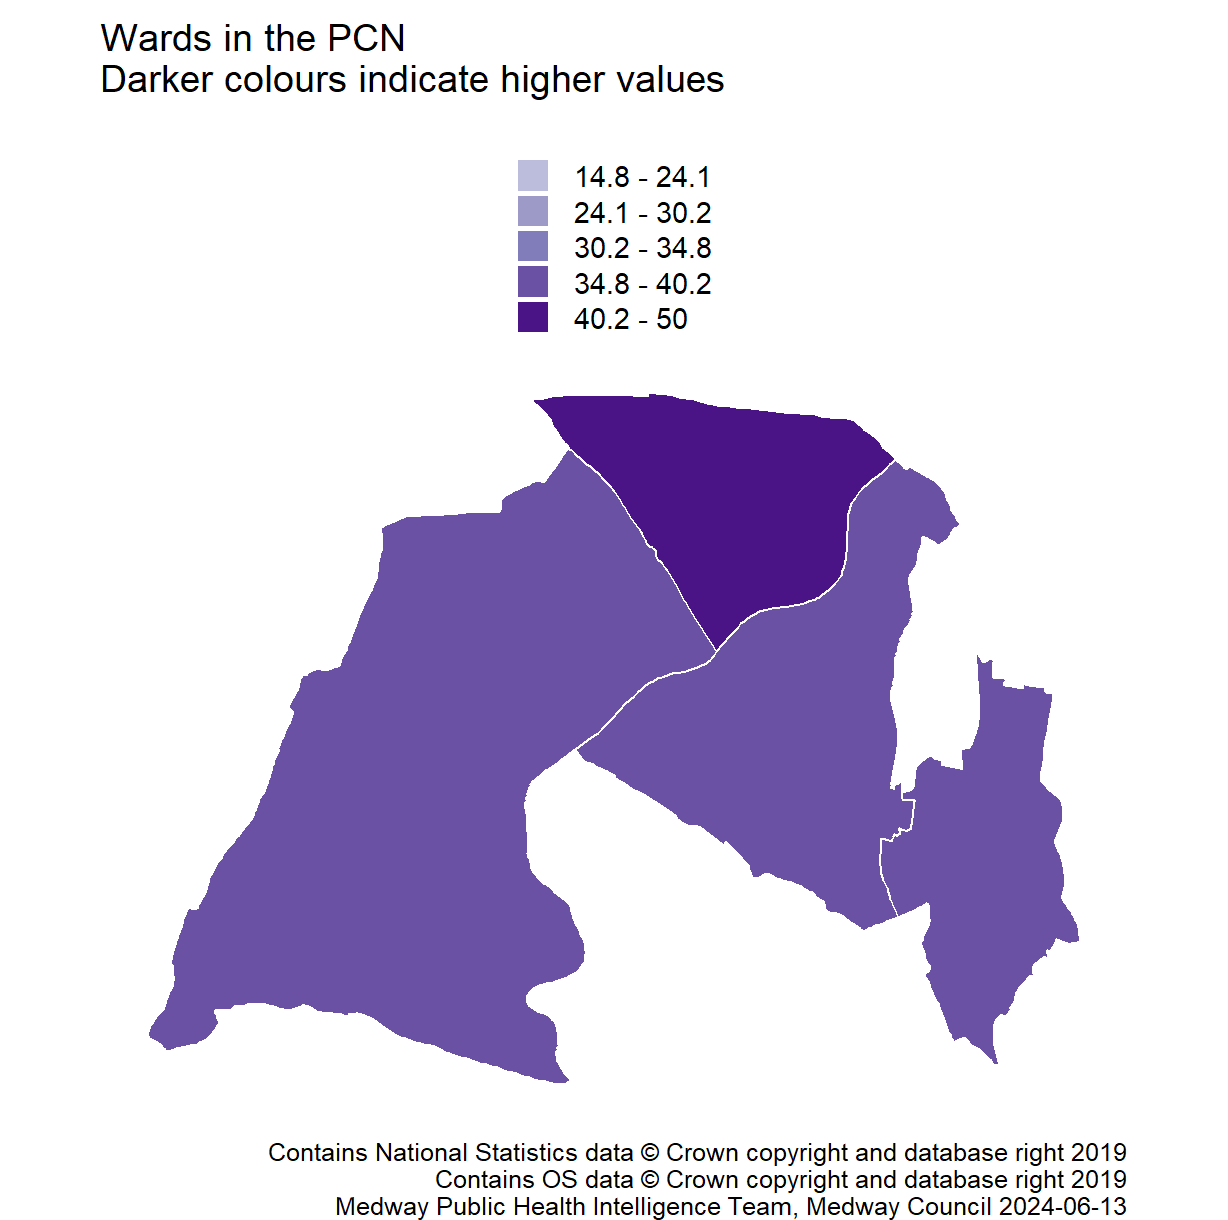 Wards in the PCN
Darker colours indicate higher values
14.8 - 24.1
24.1 - 30.2
30.2 - 34.8
34.8 - 40.2
40.2 - 50
Contains National Statistics data © Crown copyright and database right 2019
Contains OS data © Crown copyright and database right 2019
Medway Public Health Intelligence Team, Medway Council 2024-06-13